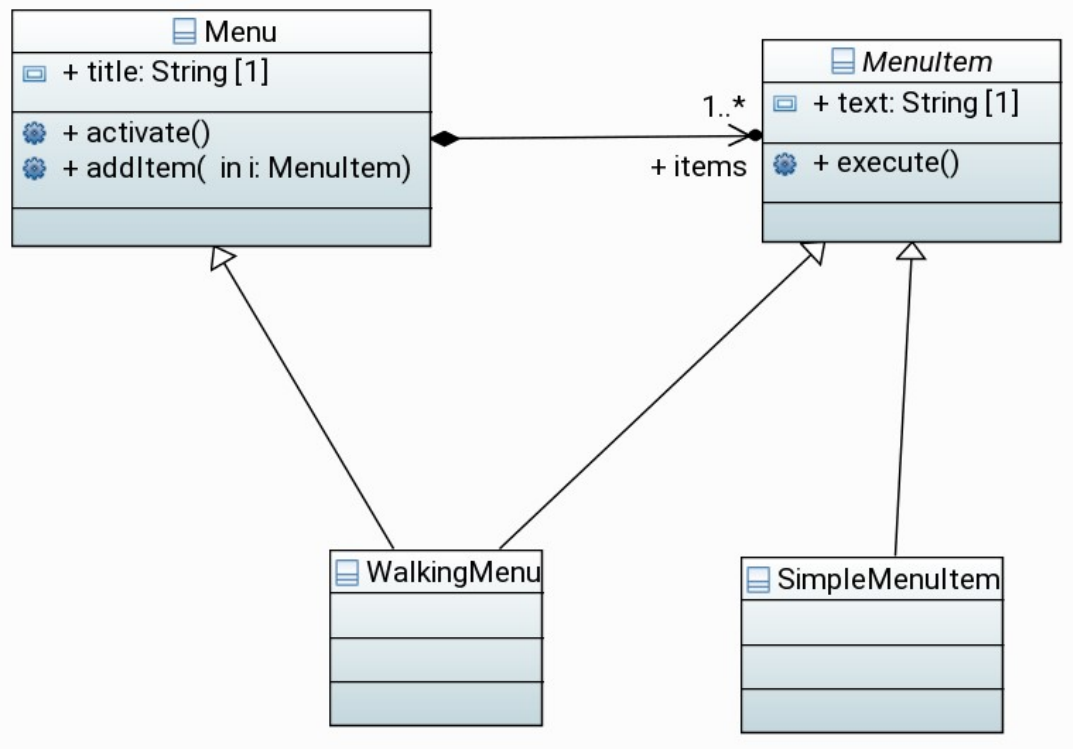 Menu
+ title: String [1]
+ activate()
+ addItem( in i: MenuItem)
1..*
+ items
MenuItem
+ text: String [1]
+ execute()
WalkingMenu
SimpleMenuItem